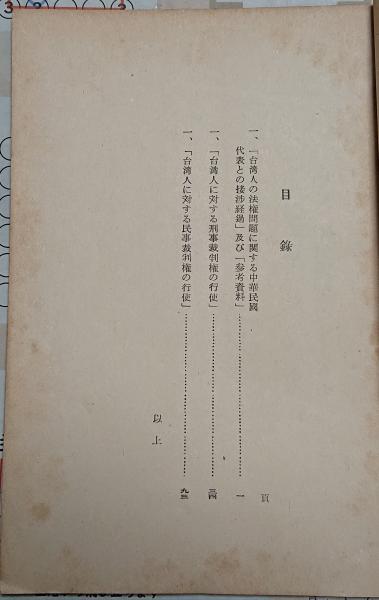 目錄
頁
一、「台湾人の法権問題に関する中華民國
代表との接渉経過」及び「参考資料」……………………一
一、「台湾人に対する刑事裁判権の行使」……………………三四
一、「台湾人に対する民事裁判権の行使」……………………九三
以上